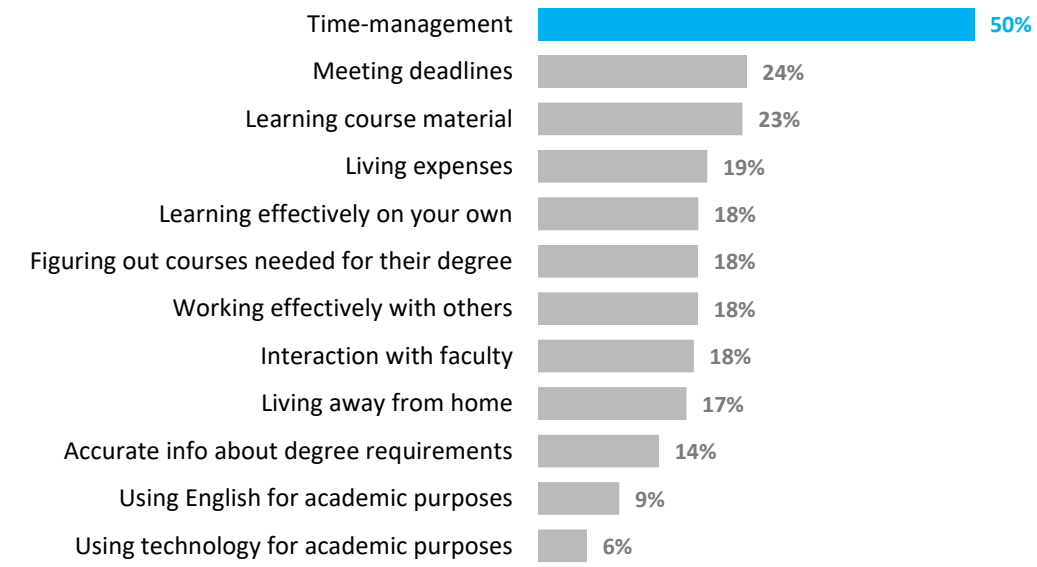 Time-management 50%
Meeting deadlines 24%
Learning course material 23%
Living expenses 19%
Learning effectively on your own 18%
Figuring out courses needed for their degree 18%
Working effectively with others 18%
Interaction with faculty 18%
Living away from home 17%
Accurate info about degree requirements 14%
Using English for academic purposes 9%
Using technology for academic purposes 6%